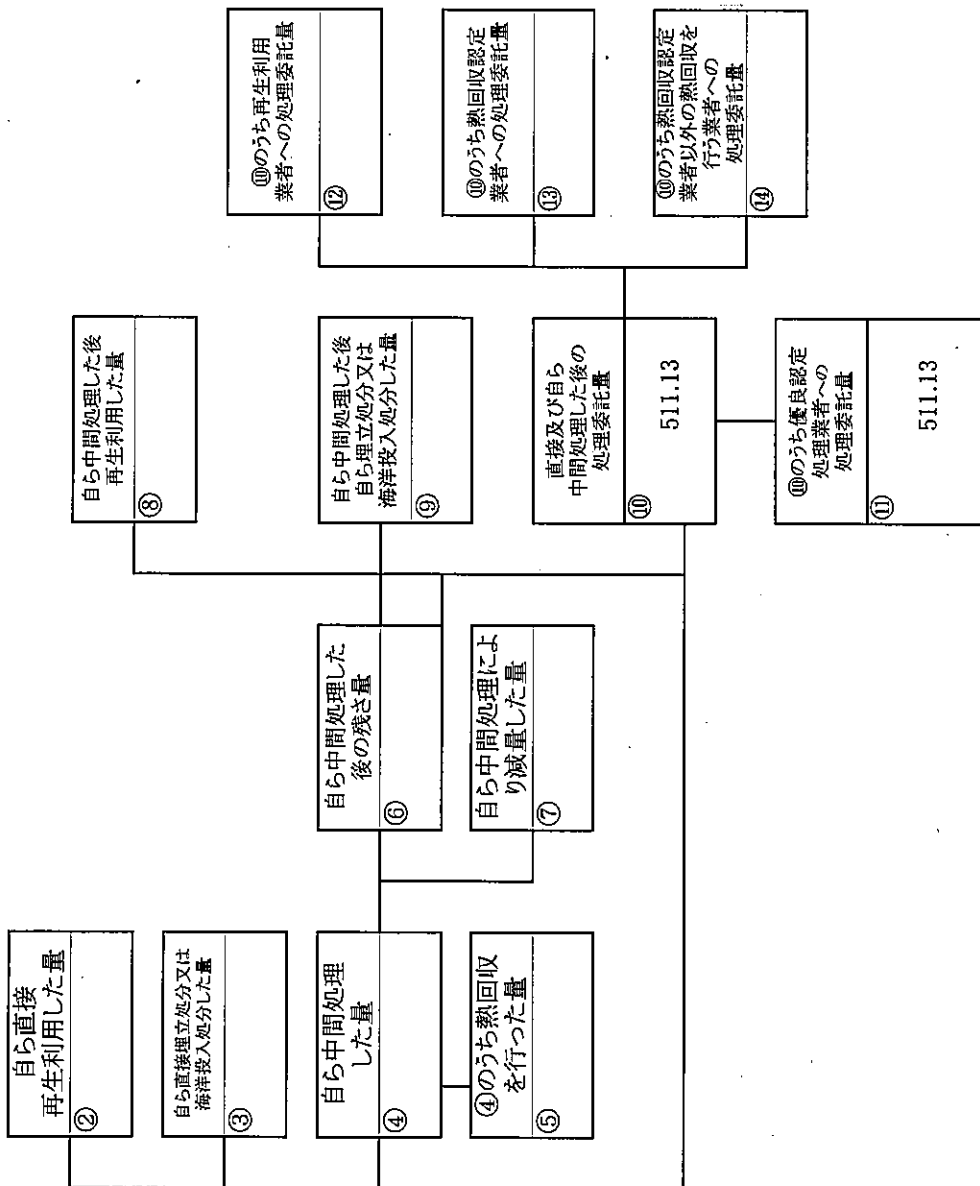 自ら直接
再生利用した量
②
自ら直接埋立処分又は
海洋投入処分した量
③
自ら中間処理
した量
④
④のうち熱回収
を行った量
⑤
自ら中間処理した
後の残さ量
⑥
自ら中間処理によ
り減量した量
⑦
自ら中間処理した後
再生利用した量
⑧
自ら中間処理した後
自ら埋立処分又は
海洋投入処分した量
⑨
直接及び自ら
中間処理した後の
処理委託量
⑩
511.13
⑩のうち優良認定
処理業者への
処理委託量
⑪
511.13
⑩のうち再生利用
業者への処理委託量
⑫
⑩のうち熱回収認定
業者への処理委託量
⑬
⑩のうち熱回収認定
業者以外の熱回収を
行う業者への
処理委託量
⑭